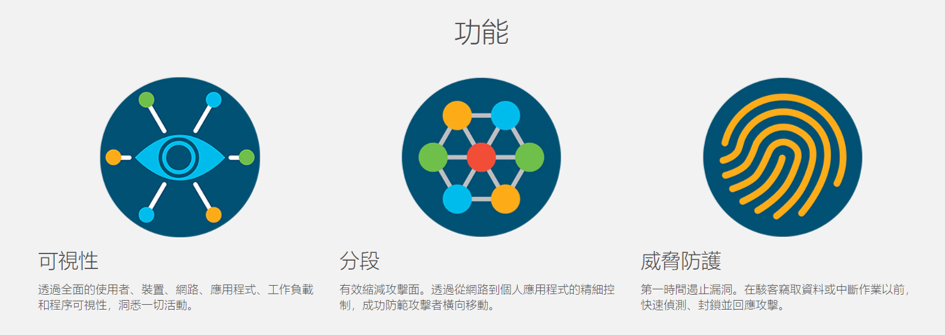 功能
可視性
透過全面的使用者、裝置、網路、應用程式、工作負載
和程序可視性，洞悉一切活動。
分段
有效縮減攻擊面。透過從網路到個人應用程式的精細控
制，成功防範攻擊者橫向移動。
威脅防護
第一時間遏止漏洞。在駭客竊取資料或中斷作業以前，
快速偵測、封鎖並回應攻擊。